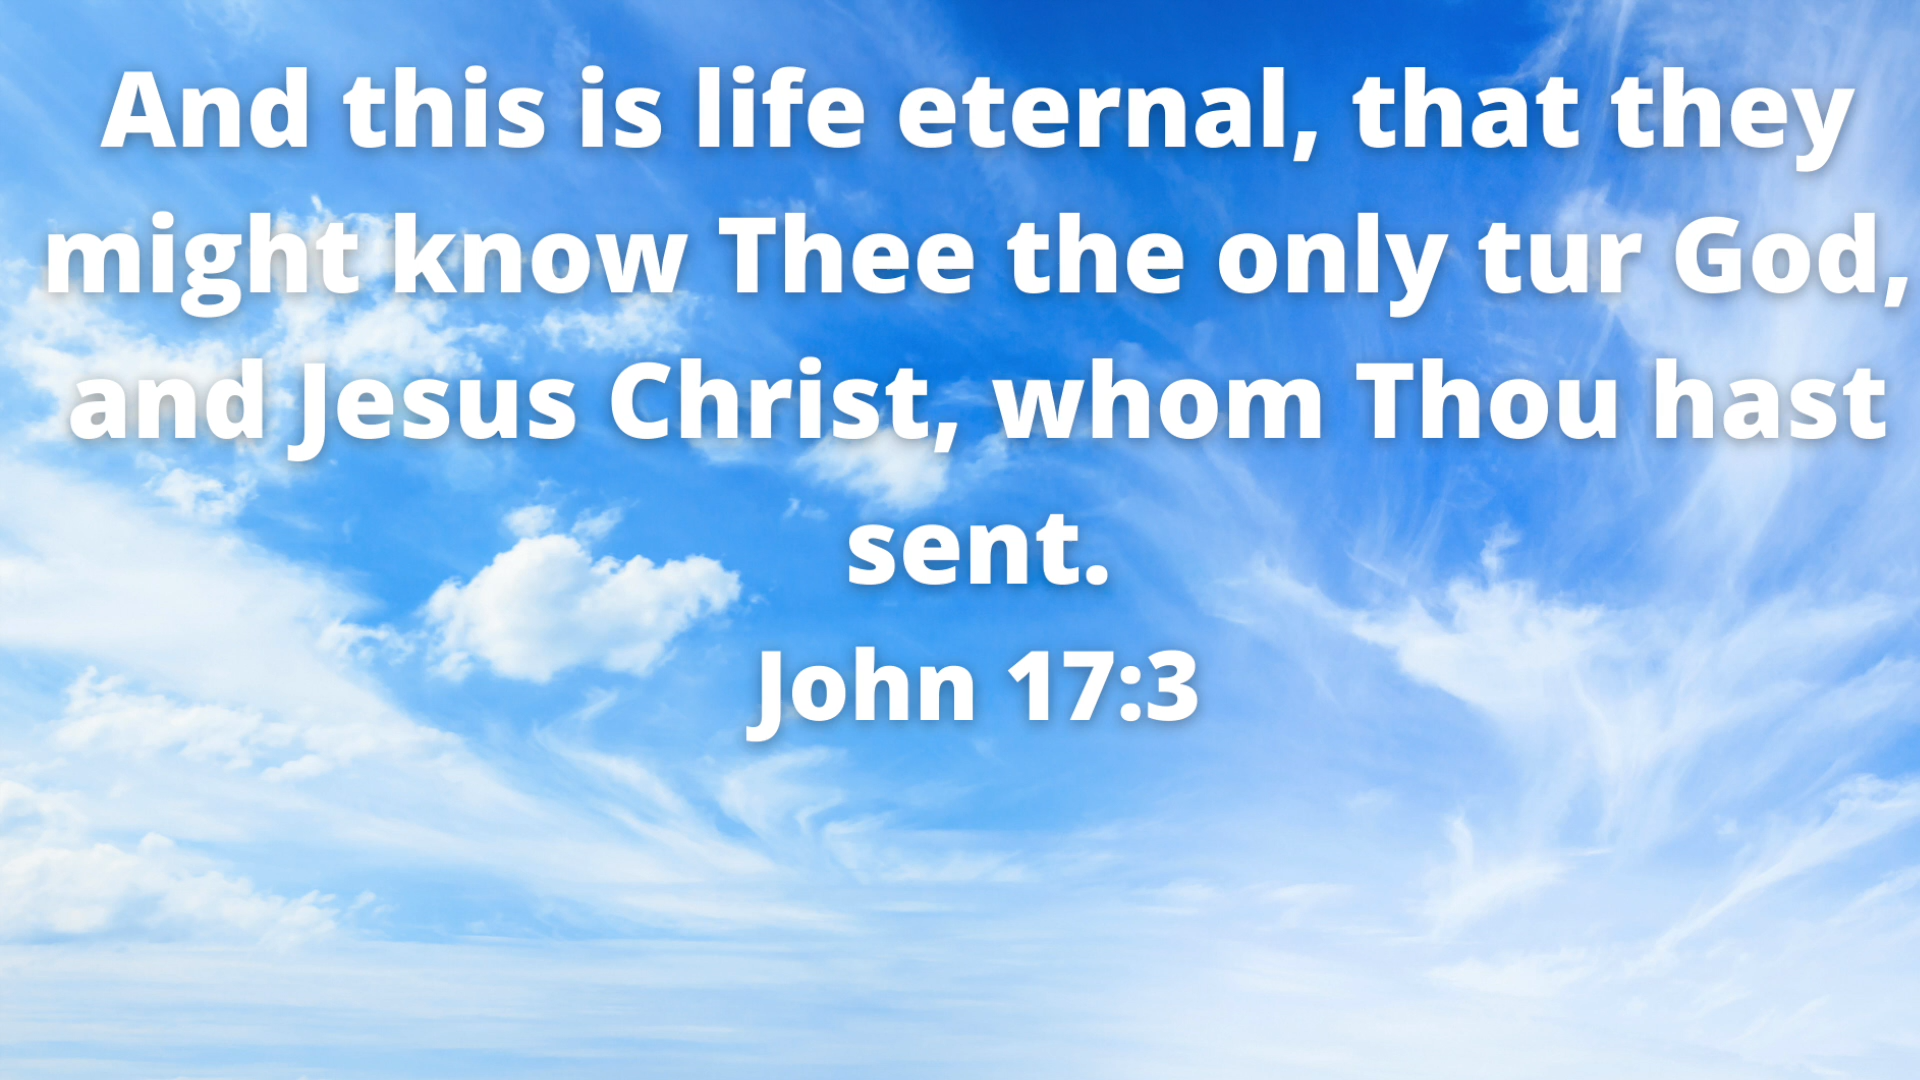 And this is life eternal, that they
might know Thee the only tur God,
and Jesus Christ, whom Thou hast
sent.
John 17:3